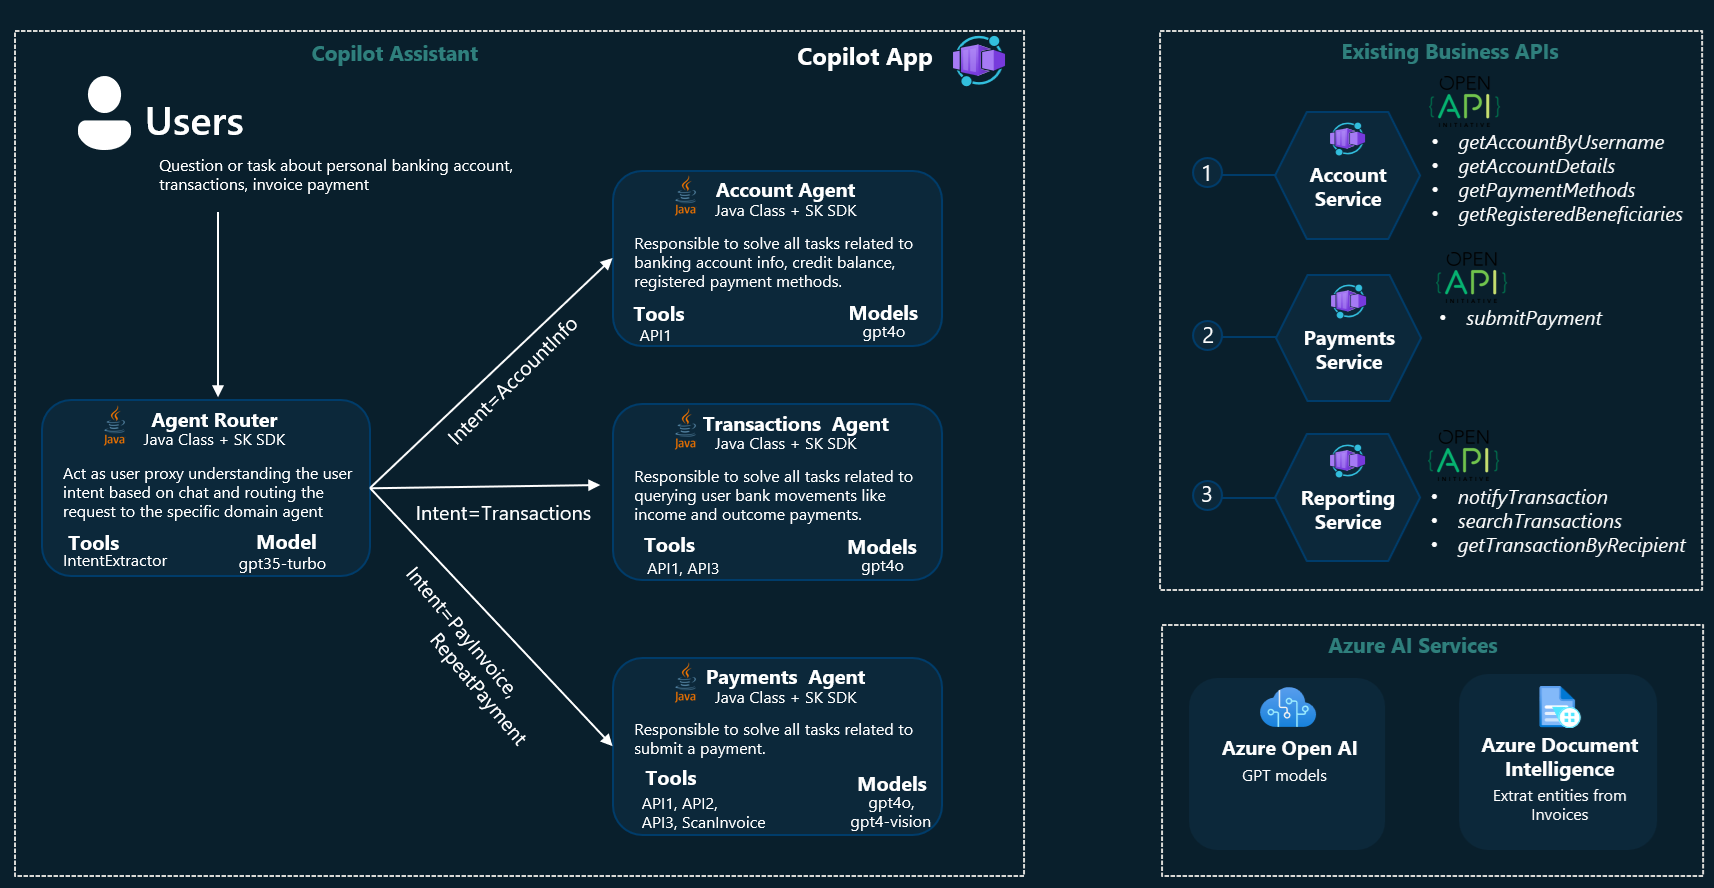 Copilot Assistant
Copilot App
Users
Question or task about personal banking account,
transactions, invoice payment
Java
Agent Router
Java Class + SK SDK
Act as user proxy understanding the user
intent based on chat and routing the
request to the specific domain agent
Tools
IntentExtractor
Model
gpt35-turbo
Intent=AccountInfo
Intent=Transactions
Intent=PayInvoice,
RepeatPayment
Java
Account Agent
Java Class + SK SDK
Responsible to solve all tasks related to
banking account info, credit balance,
registered payment methods.
Tools
API1
Models
gpt4o
Java
Transactions Agent
Java Class + SK SDK
Responsible to solve all tasks related to
querying user bank movements like
income and outcome payments.
Tools
API1, API3
Models
gpt4o
Java
Payments Agent
Java Class + SK SDK
Responsible to solve all tasks related to
submit a payment.
Tools
API1, API2,
API3, ScanInvoice
Models
gpt4o,
gpt4-vision
Existing Business APIs
1
Account
Service
OPEN
{API}
INITIATIVE
• getAccountByUsername
• getAccountDetails
• getPaymentMethods
• getRegisteredBeneficiaries
2
Payments
Service
OPEN
{API}
INITIATIVE
• submitPayment
3
Reporting
Service
OPEN
{API}
INITIATIVE
• notifyTransaction
• searchTransactions
• getTransactionByRecipient
Azure AI Services
Azure Open AI
GPT models
Azure Document
Intelligence
Extrat entities from
Invoices